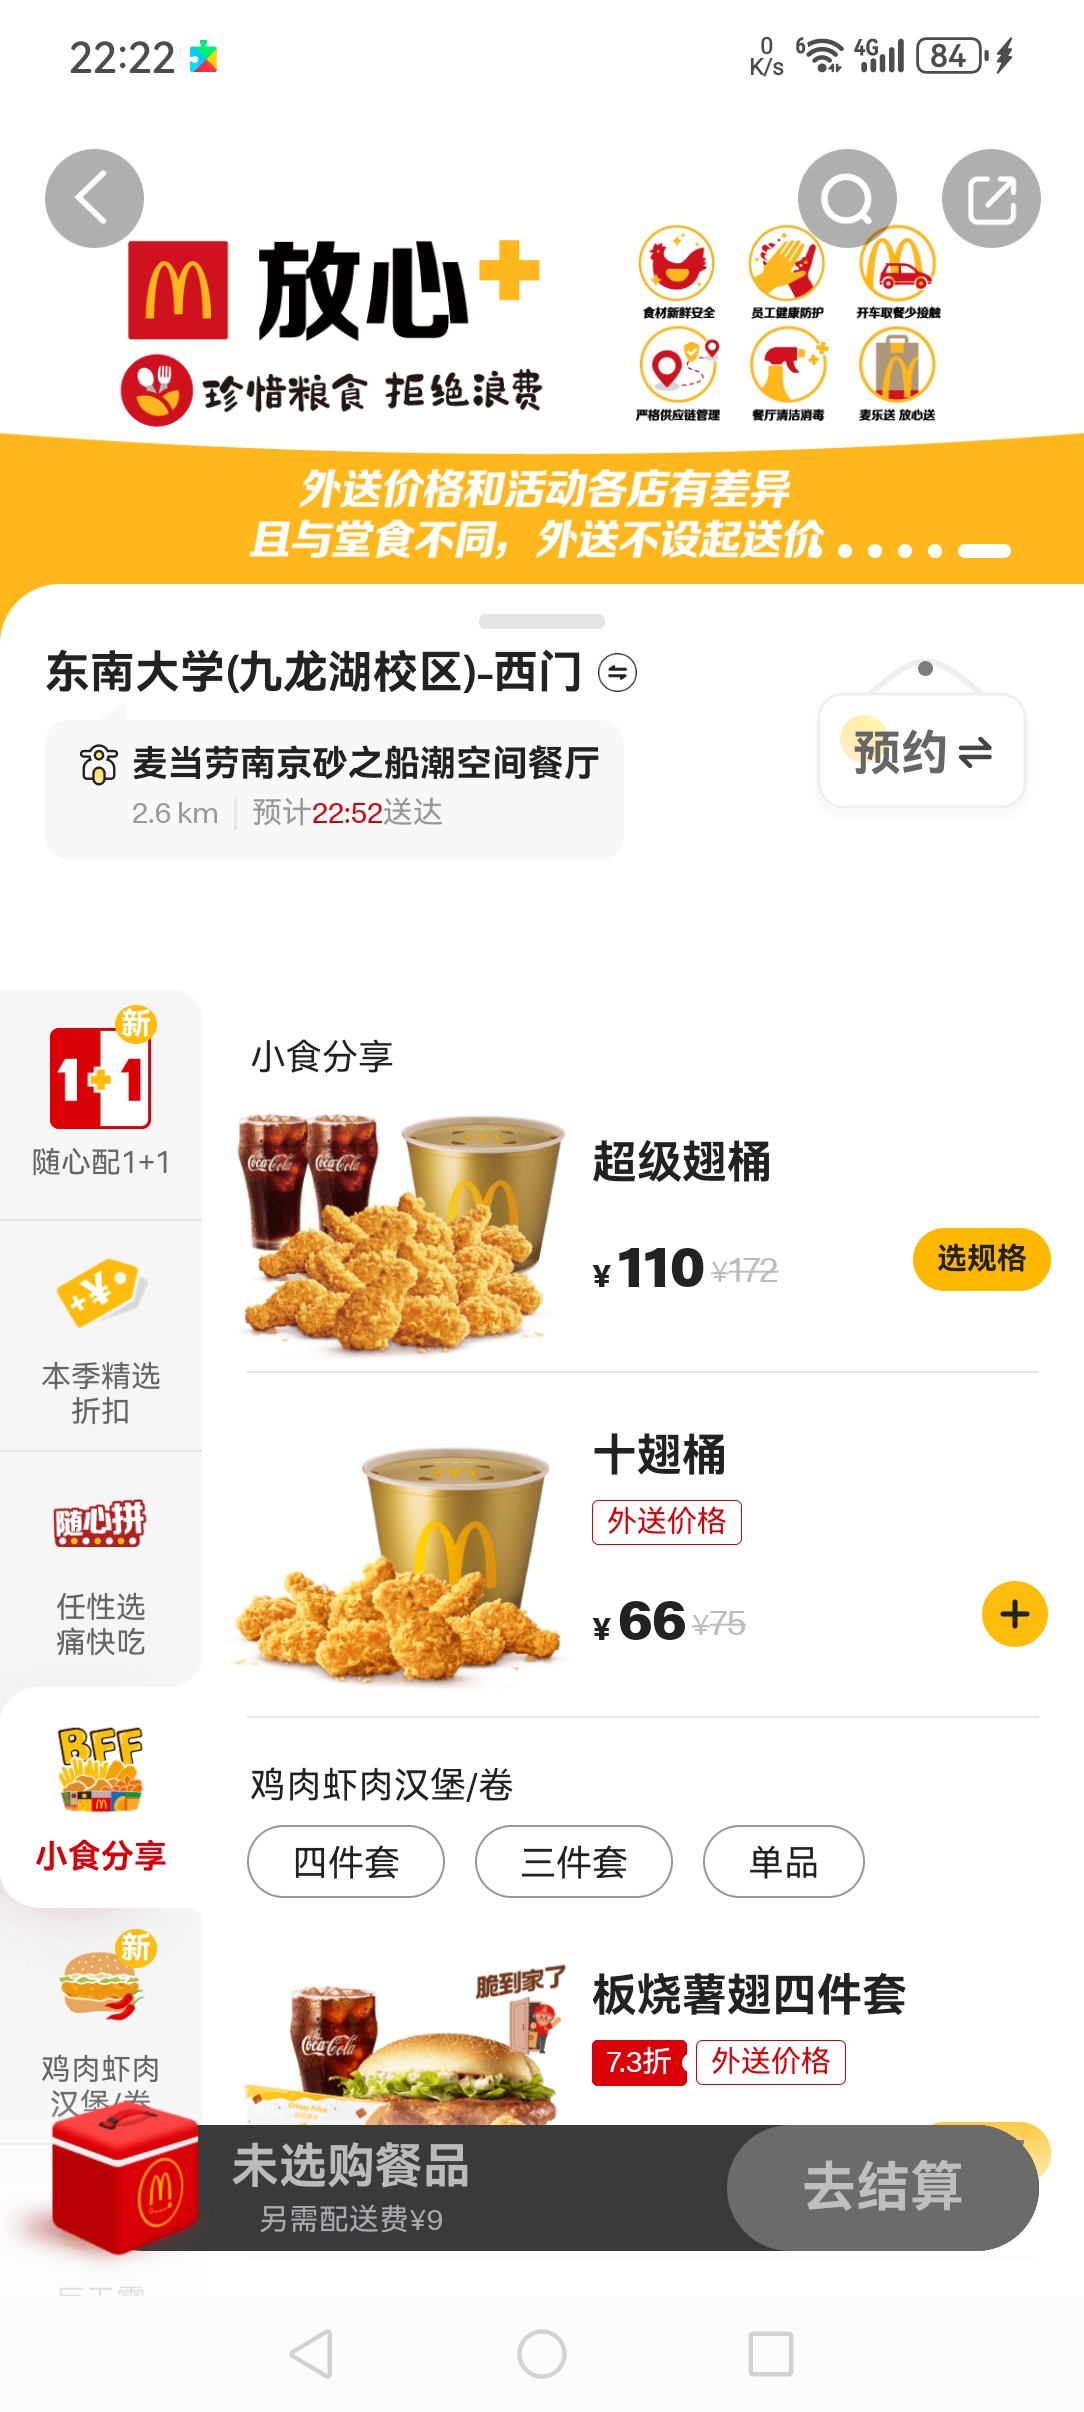 22:22
0
K/s
6
4G
84
放心+
珍惜粮食 拒绝浪费
食材新鲜安全
员工健康防护
开车取餐少接触
严格供应链管理
餐厅清洁消毒
麦乐送 放心送
外送价格和活动各店有差异
且与堂食不同，外送不设起送价
东南大学(九龙湖校区)-西门
麦当劳南京砂之船潮空间餐厅
2.6 km
预计22:52送达
预约
新
1+1
随心配1+1
+¥
本季精选
折扣
随心拼
任性选
痛快吃
BFF
小食分享
新
鸡肉虾肉
汉堡/卷
小食分享
Coca-Cola
Coca-Cola
超级翅桶
¥110 ¥172
选规格
十翅桶
外送价格
¥66 ¥75
鸡肉虾肉汉堡/卷
四件套
三件套
单品
脆到家了
Coca-Cola
Crispy Fries
板烧薯翅四件套
7.3折
外送价格
未选购餐品
另需配送费¥9
去结算